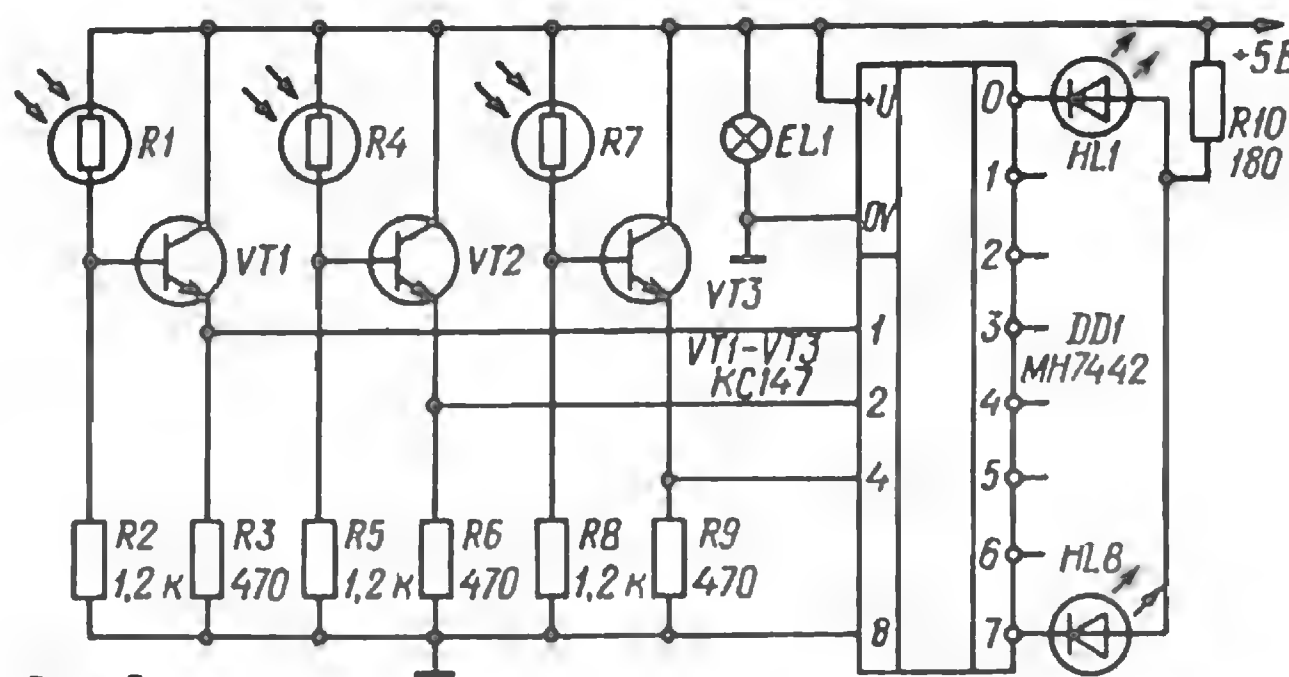 +5В
R1
R4
R7
EL1
+U
0V
0
1
2
3
4
5
6
7
HL1
R10
180
VT1
VT2
VT3
VT1-VT3
KC147
1
2
4
8
DD1
MH7442
HL8
R2
1,2 к
R3
470
R5
1,2 к
R6
470
R8
1,2 к
R9
470